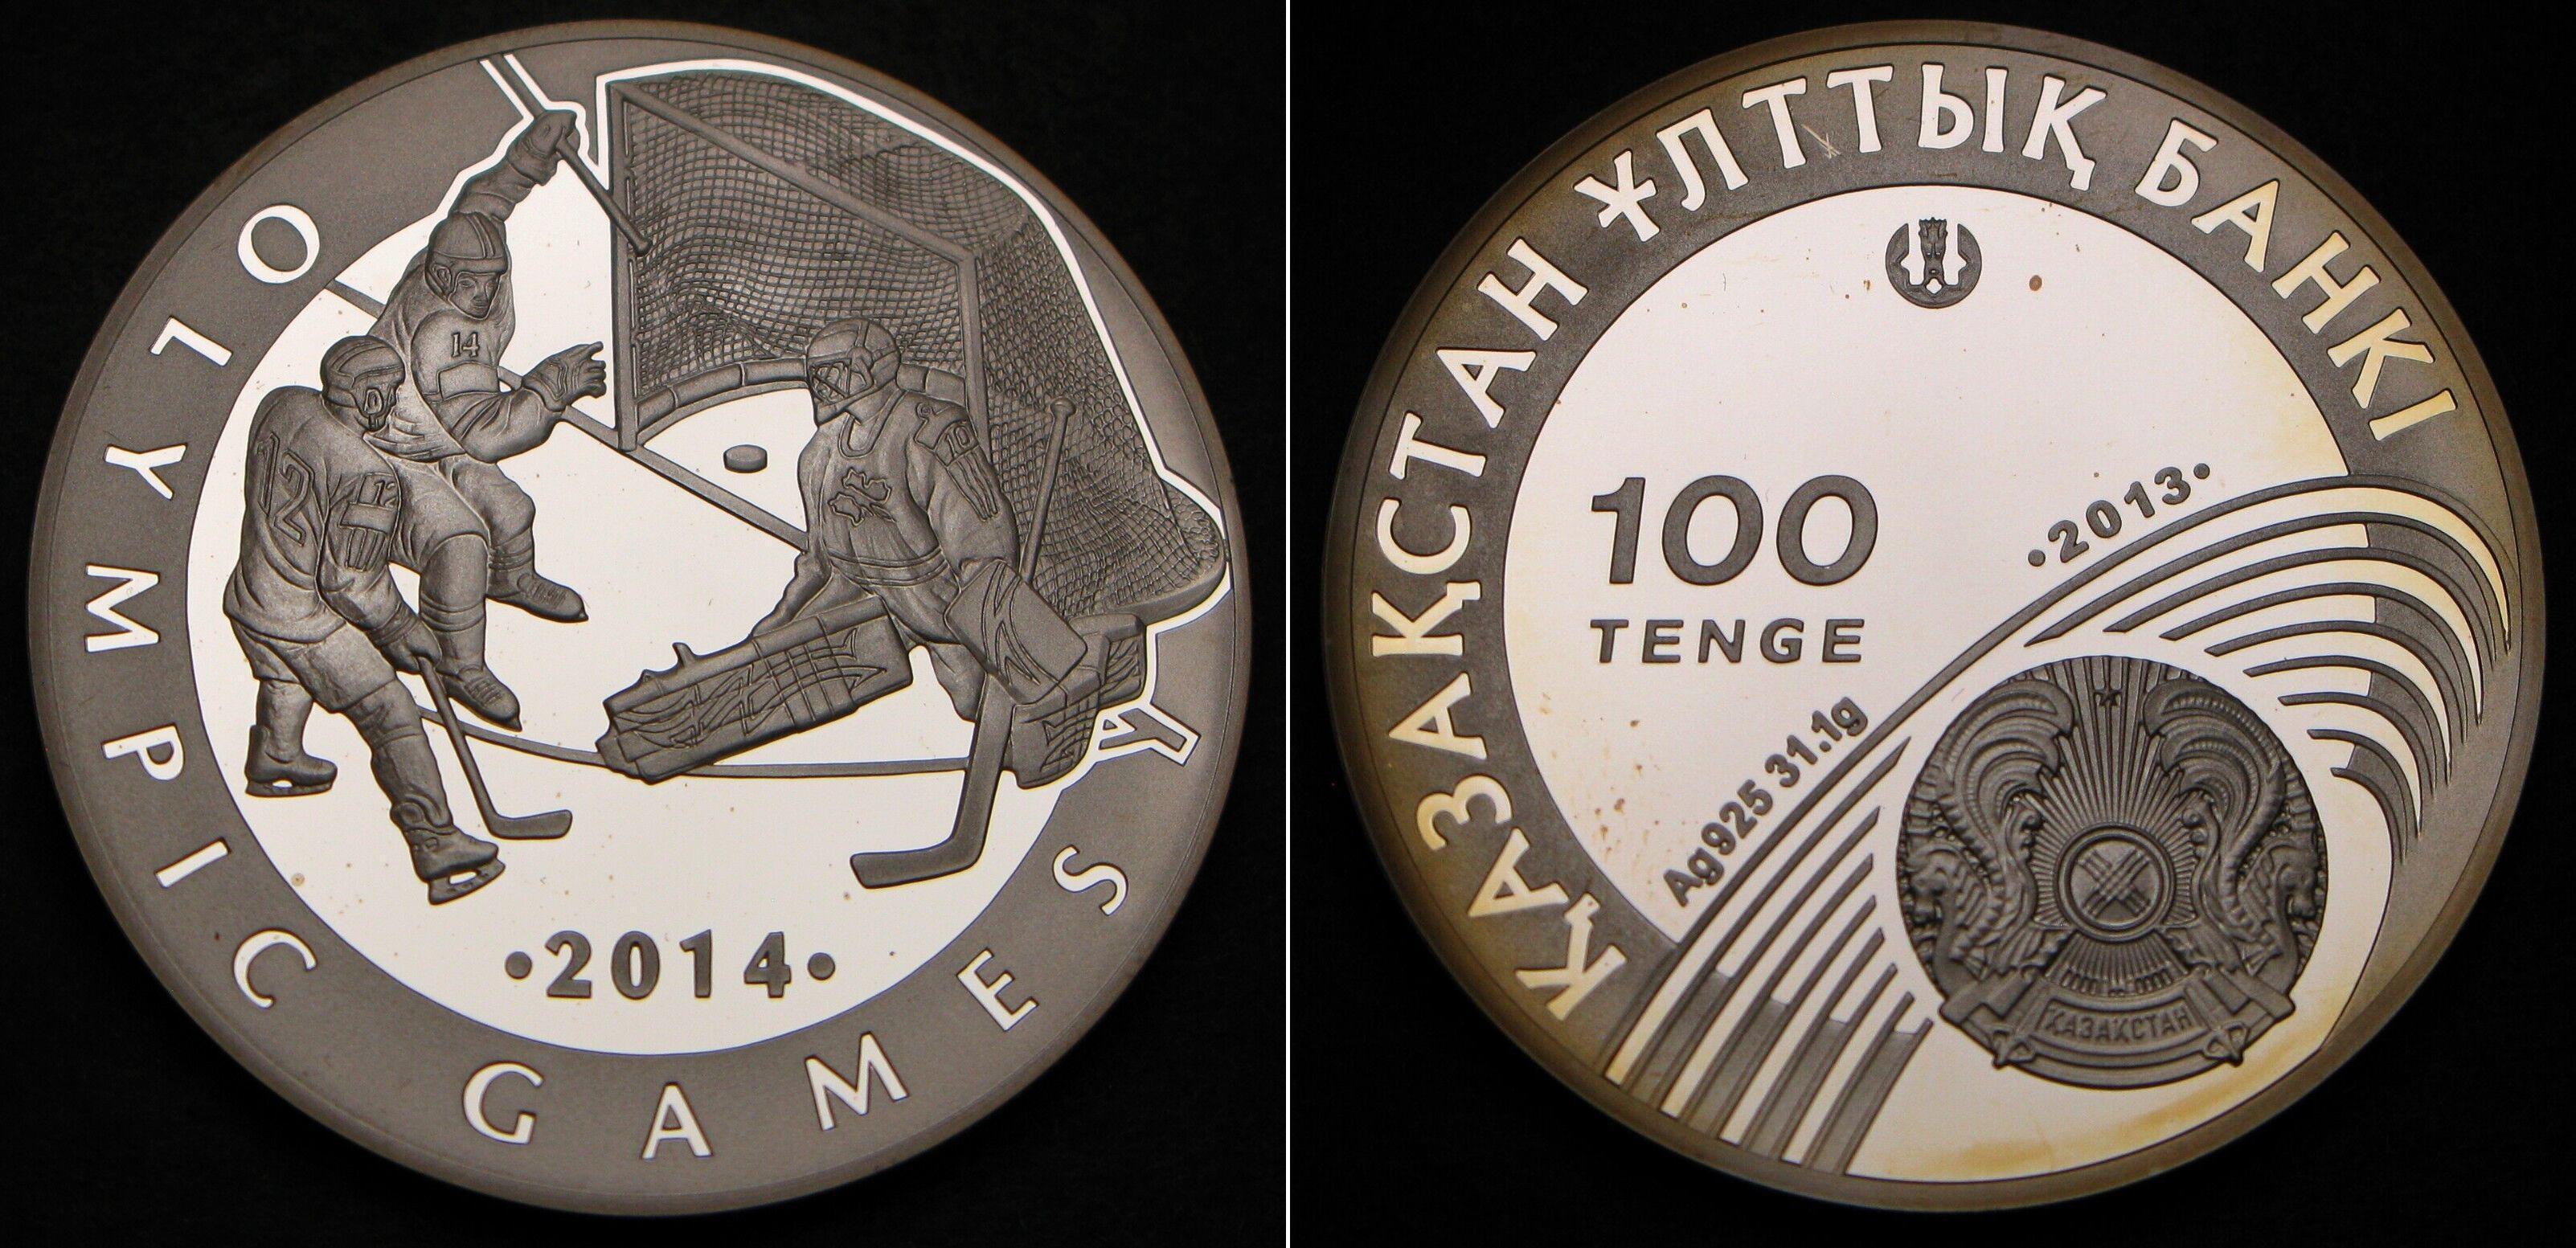 OLYMPIC GAMES
14
12
12
10
•2014•
ҚАЗАҚСТАН ҰЛТТЫҚ БАНКІ
100
TENGE
•2013•
Ag925 31.1g
ҚАЗАҚСТАН